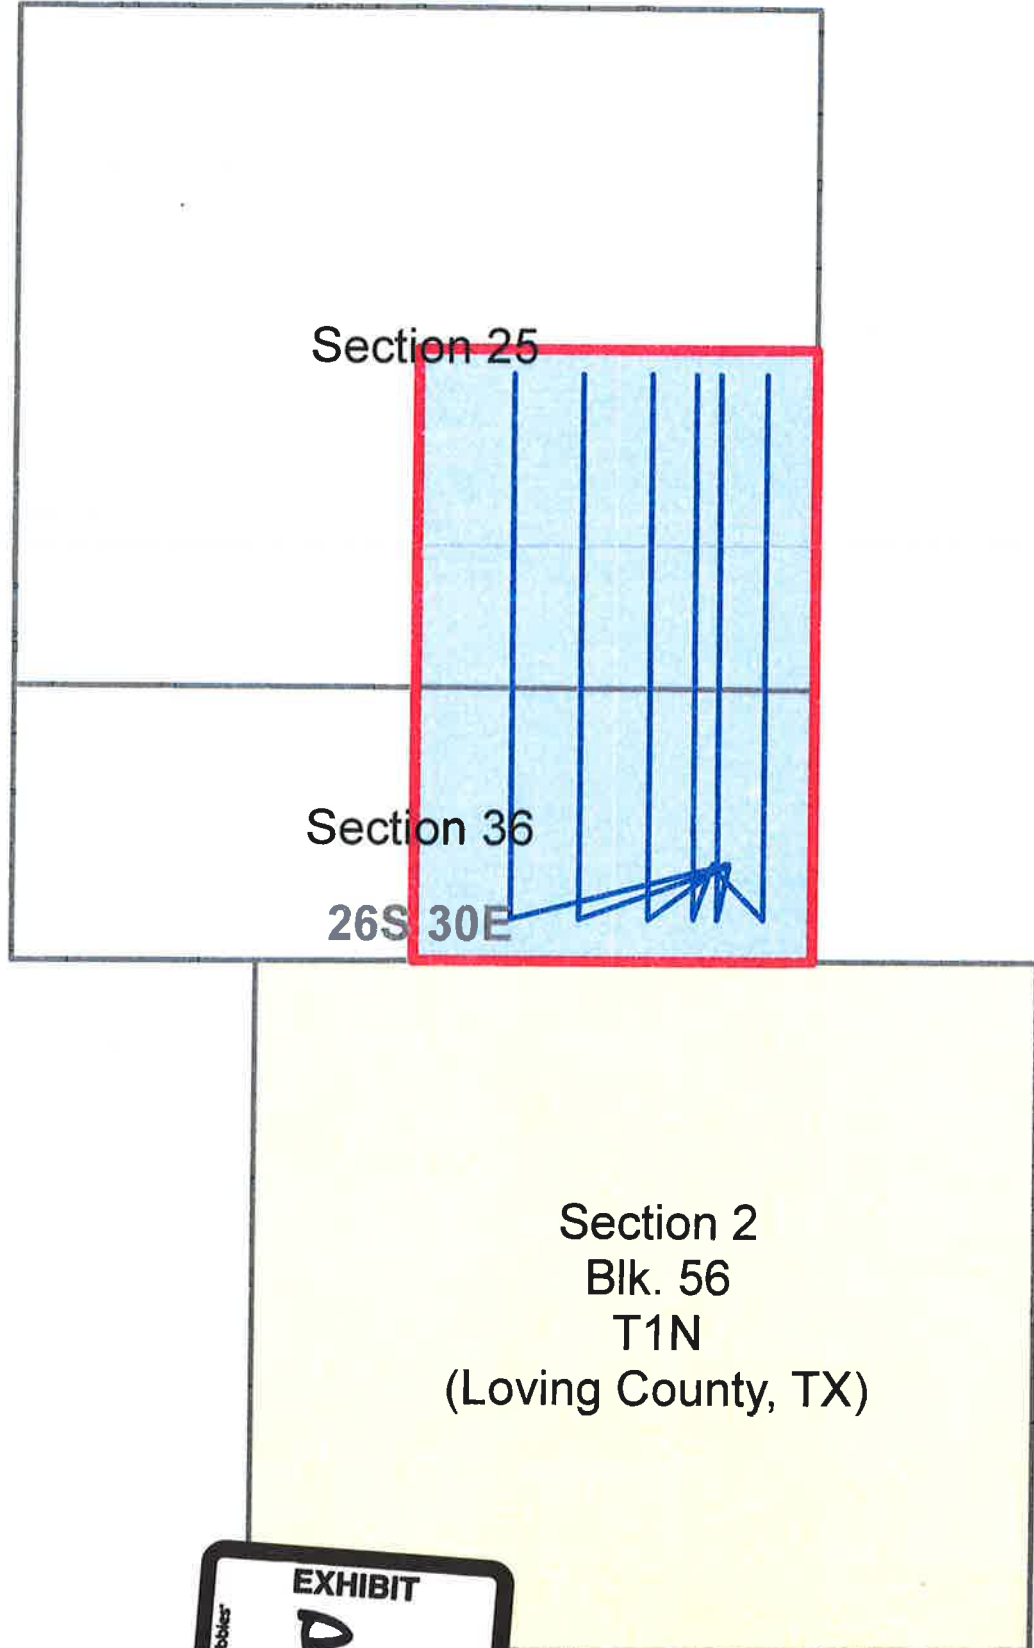 Section 25
Section 36
26S 30E
Section 2
Blk. 56
T1N
(Loving County, TX)
EXHIBIT